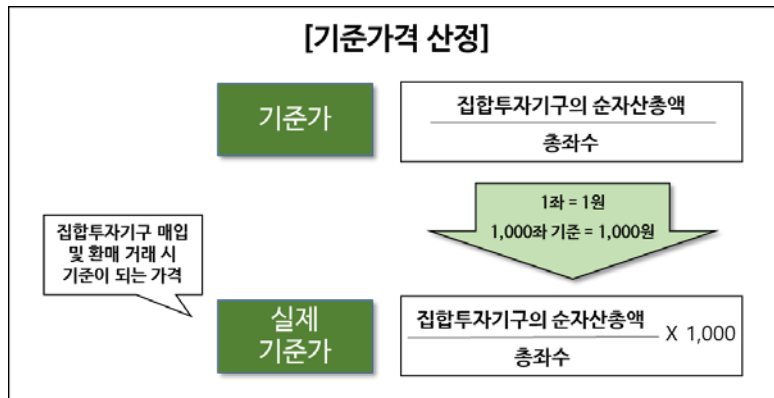 [기준가격 산정]
기준가
집합투자기구의 순자산총액
총좌수
1좌 = 1원
1,000좌 기준 = 1,000원
집합투자기구 매입
및 환매 거래 시
기준이 되는 가격
실제
기준가
집합투자기구의 순자산총액
총좌수
X 1,000